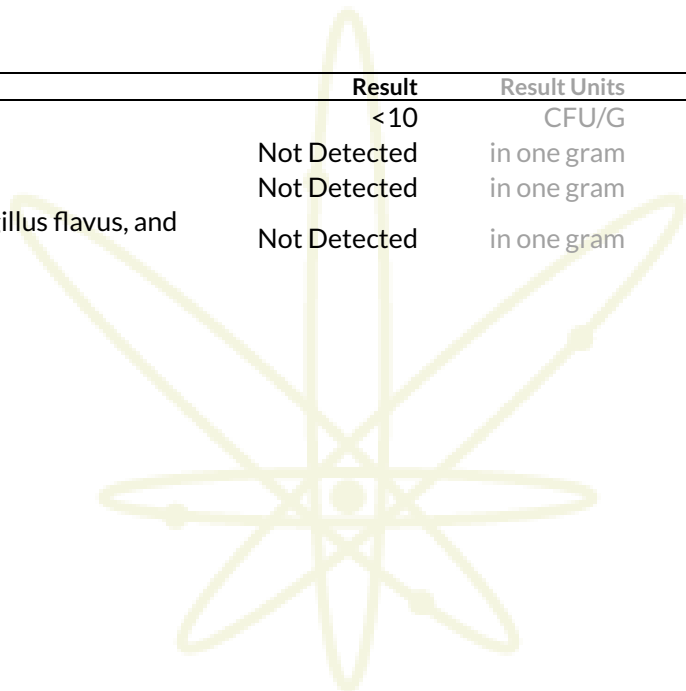 Result Result Units
<10 CFU/G
Not Detected in one gram
Not Detected in one gram
illus flavus, and
Not Detected in one gram